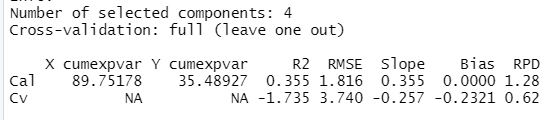 Number of selected components: 4
Cross-validation: full (leave one out)
X cumexpvar Y cumexpvar R2 RMSE Slope Bias RPD
Cal 89.75178 35.48927 0.355 1.816 0.355 0.0000 1.28
Cv NA NA -1.735 3.740 -0.257 -0.2321 0.62